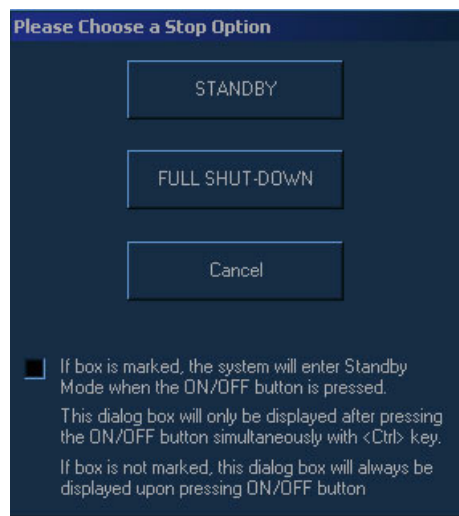 Please Choose a Stop Option
STANDBY
FULL SHUT-DOWN
Cancel
If box is marked, the system will enter Standby
Mode when the ON/OFF button is pressed.
This dialog box will only be displayed after pressing
the ON/OFF button simultaneously with <Ctrl> key.
If box is not marked, this dialog box will always be
displayed upon pressing ON/OFF button